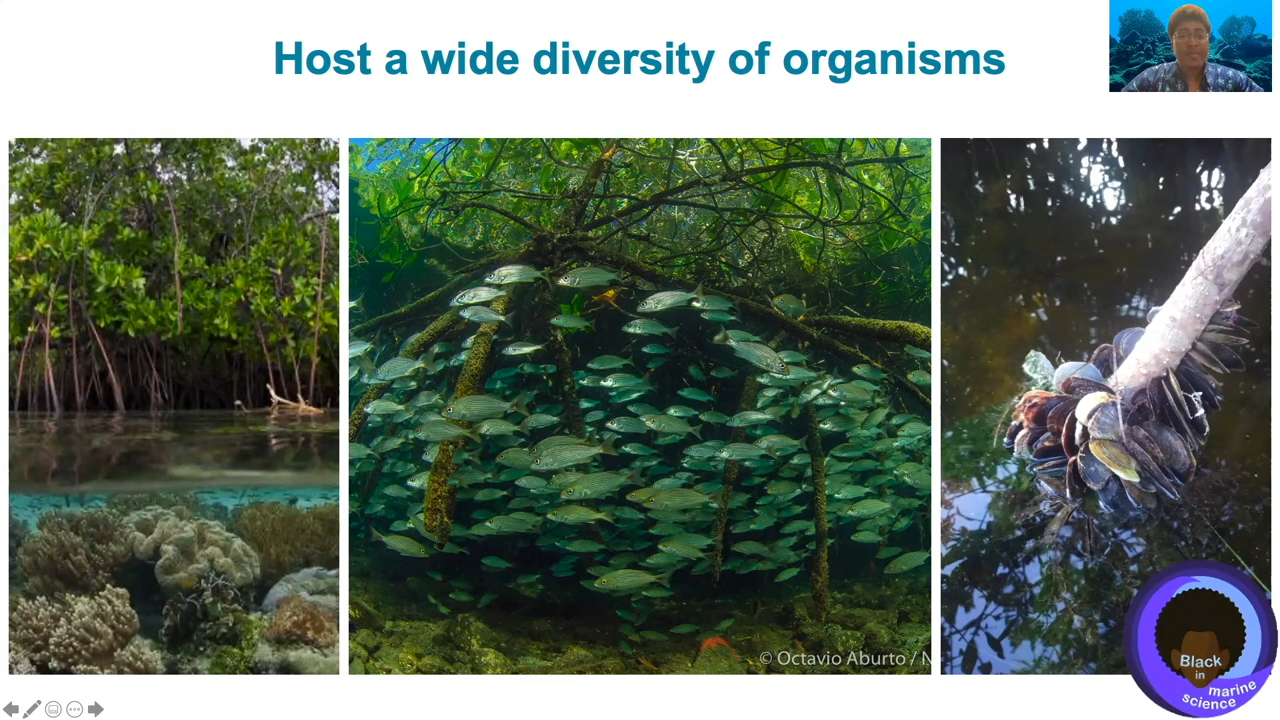 Host a wide diversity of organisms
© Octavio Aburto / N
Black
in
marine
science